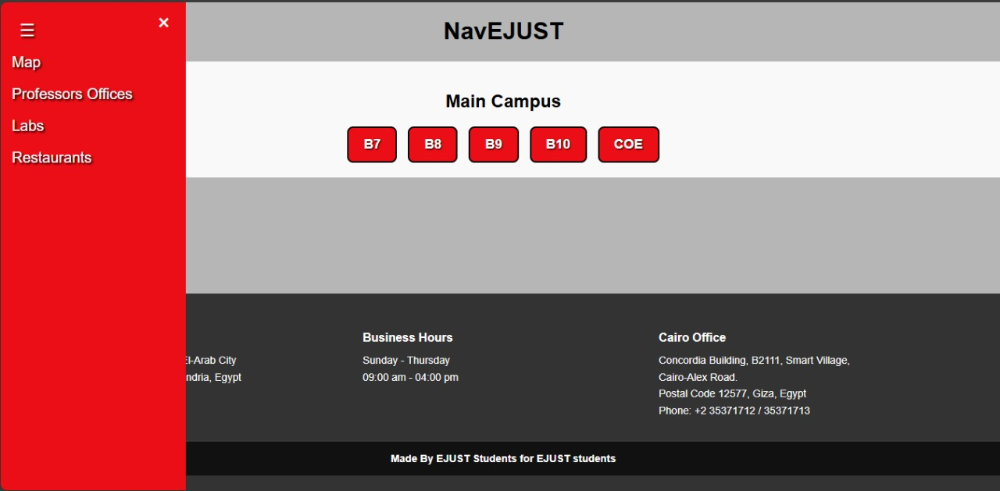 ☰
×
Map
Professors Offices
Labs
Restaurants
NavEJUST
Main Campus
B7
B8
B9
B10
COE
El-Arab City
Egypt
Business Hours
Sunday - Thursday
09:00 am - 04:00 pm
Cairo Office
Concordia Building, B2111, Smart Village,
Cairo-Alex Road.
Postal Code 12577, Giza, Egypt
Phone: +2 35371712 / 35371713
Made By EJUST Students for EJUST students